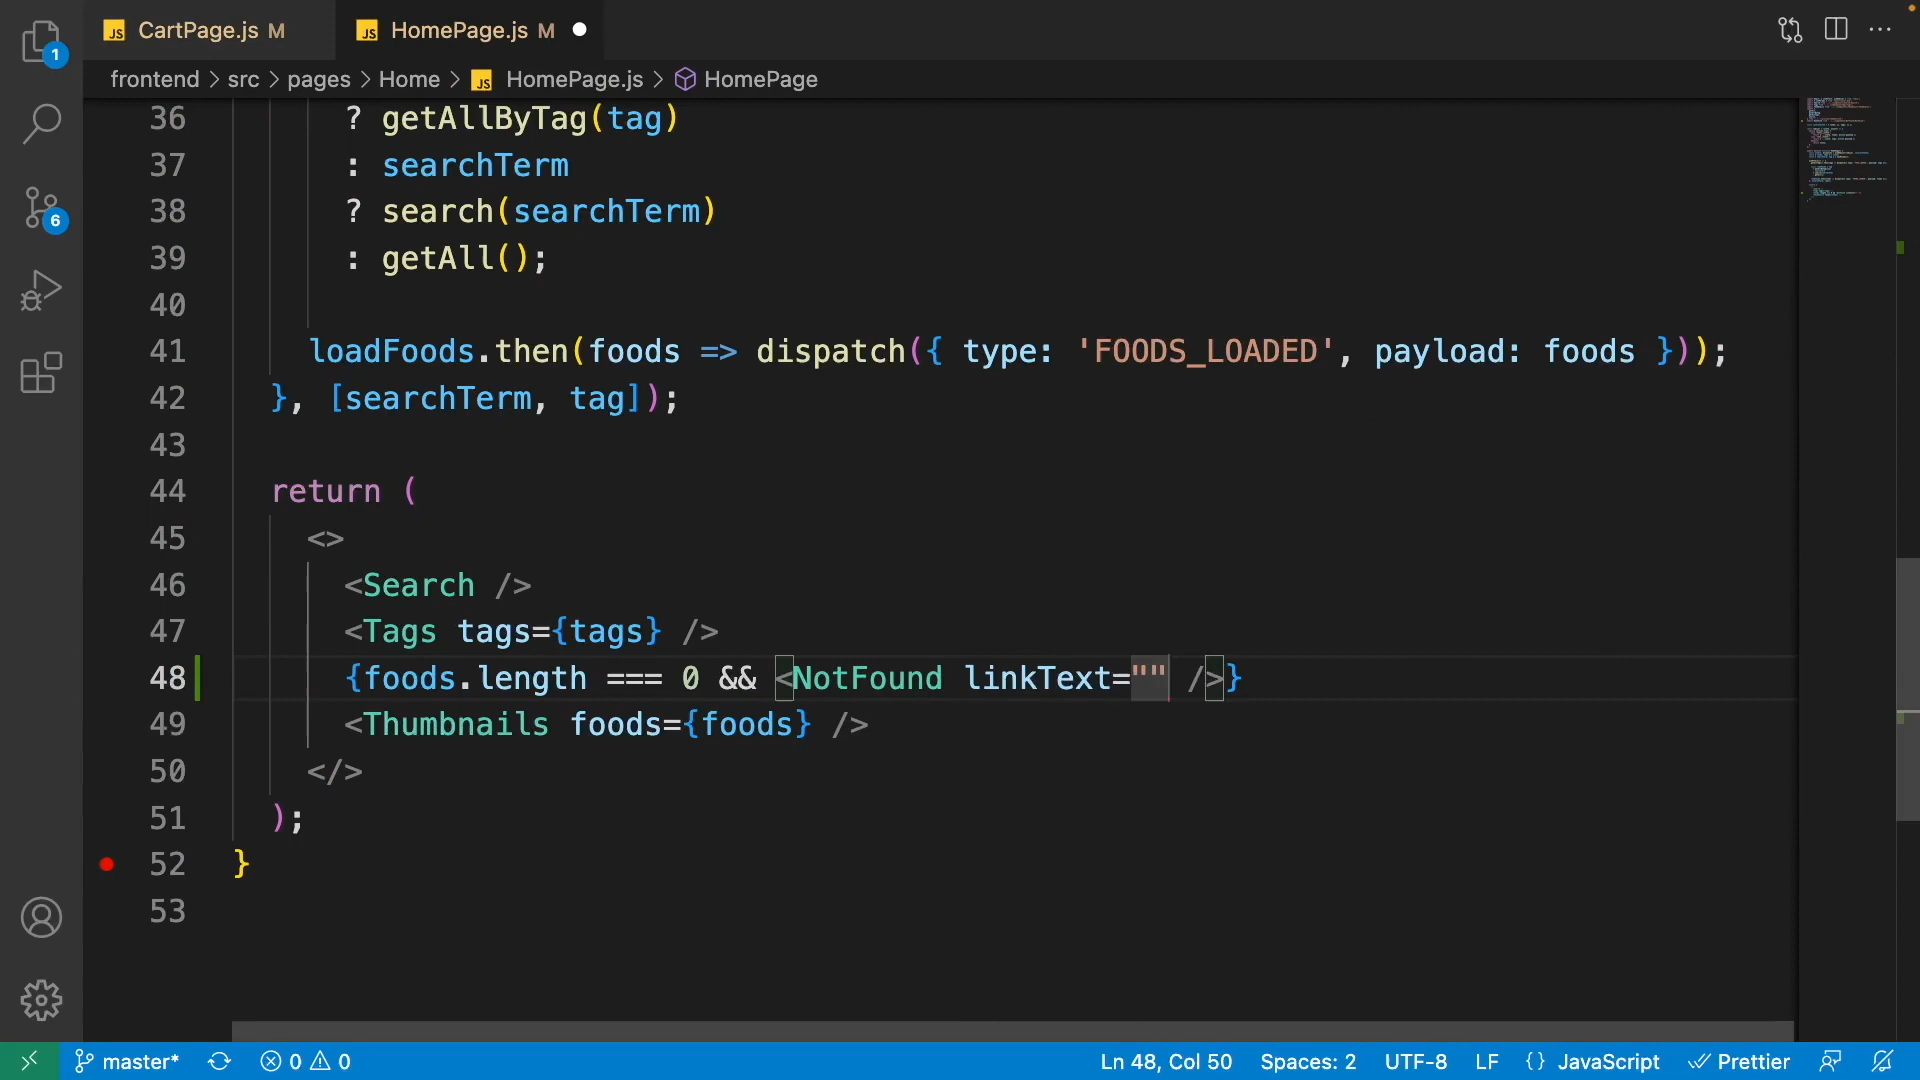 JS CartPage.js M
JS HomePage.js M
1
6
frontend > src > pages > Home > JS HomePage.js > HomePage
36 ? getAllByTag(tag)
37 : searchTerm
38 ? search(searchTerm)
39 : getAll();
40
41 loadFoods.then(foods => dispatch({ type: 'FOODS_LOADED', payload: foods }));
42 }, [searchTerm, tag]);
43
44 return (
45 <>
46 <Search />
47 <Tags tags={tags} />
48 {foods.length === 0 && <NotFound linkText="" />}
49 <Thumbnails foods={foods} />
50 </>
51 );
52 }
53
master* 0 0 Ln 48, Col 50 Spaces: 2 UTF-8 LF {} JavaScript Prettier